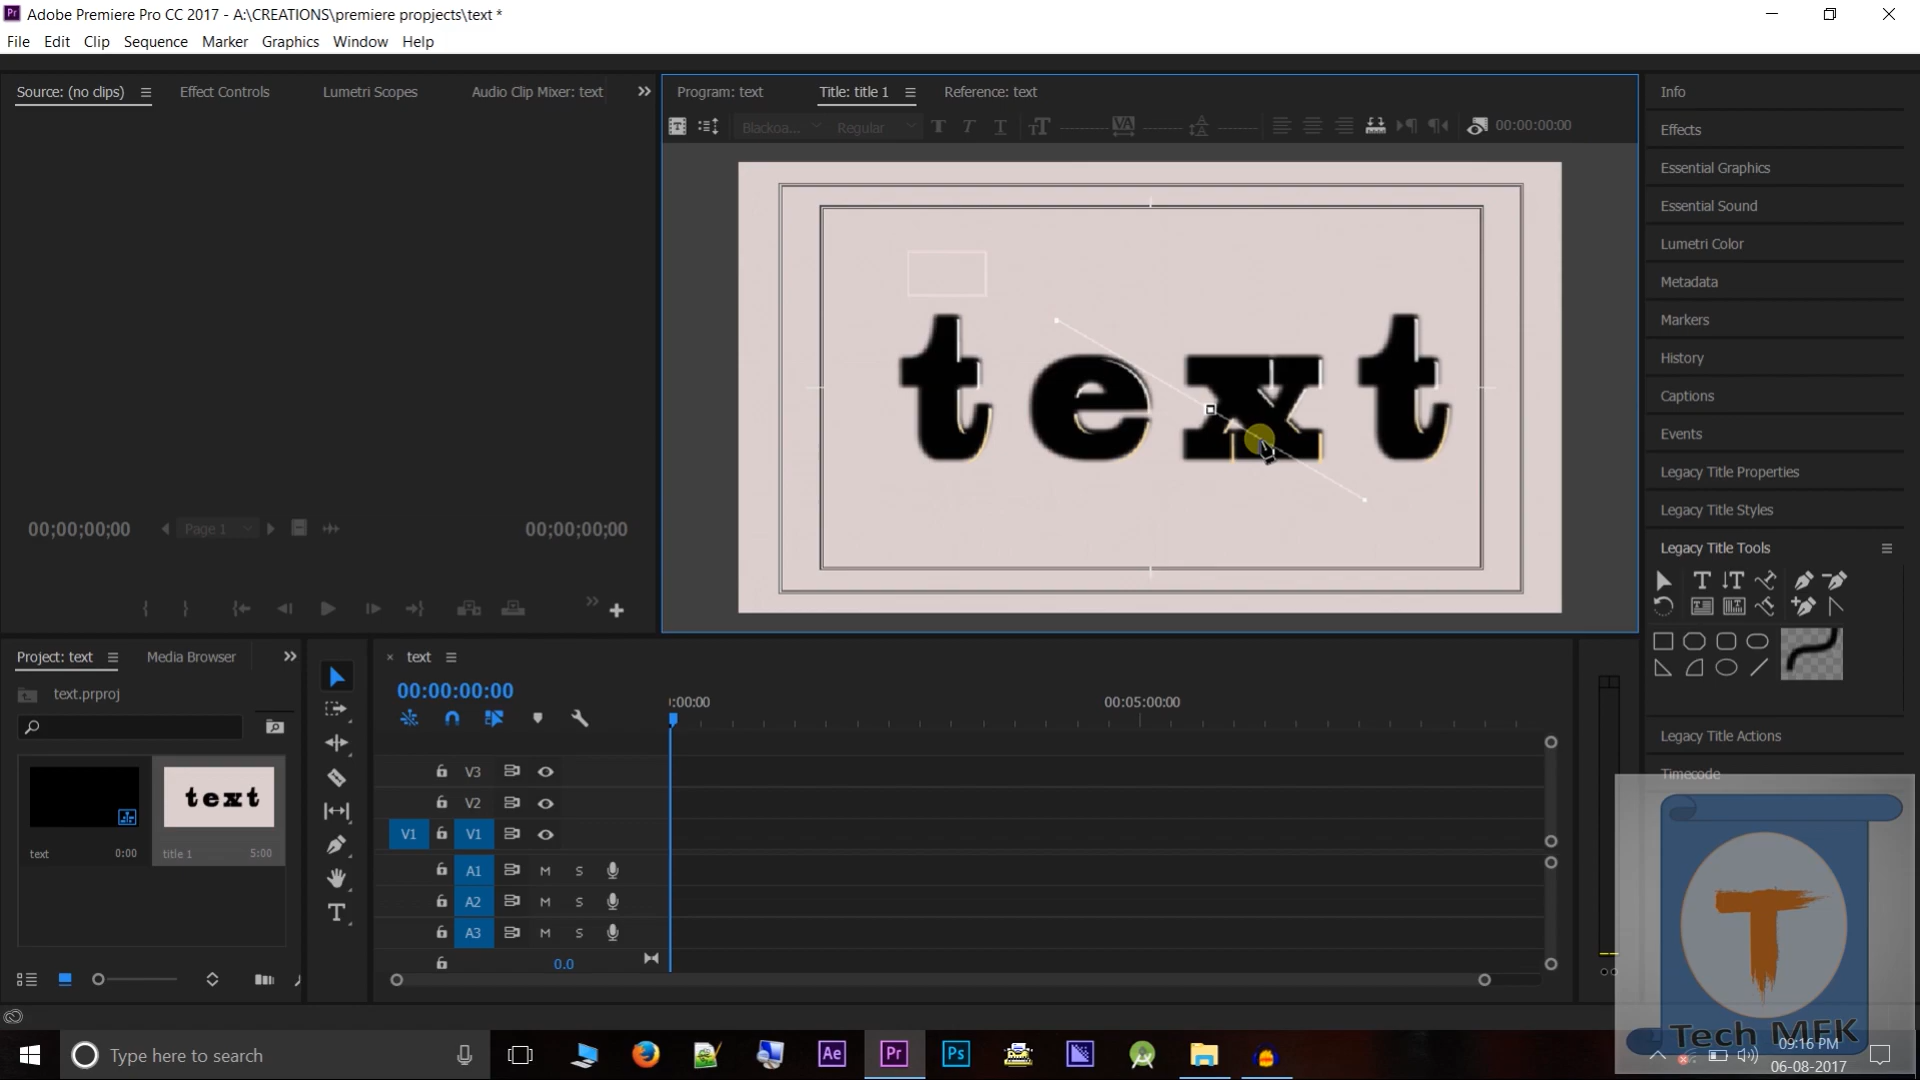 Adobe Premiere Pro CC 2017 - A:\CREATIONS\premiere propjects\text *
File Edit Clip Sequence Marker Graphics Window Help
Source: (no clips) Effect Controls Lumetri Scopes Audio Clip Mixer: text
Program: text Title: title 1 Reference: text
Blackoa... Regular 00:00:00:00
text
00;00;00;00 Page 1 00;00;00;00
Info
Effects
Essential Graphics
Essential Sound
Lumetri Color
Metadata
Markers
History
Captions
Events
Legacy Title Properties
Legacy Title Styles
Legacy Title Tools
Legacy Title Actions
Timecode
Project: text Media Browser
text.prproj
text
text 0:00 title 1 5:00
text
00:00:00:00
:00:00 00:05:00:00
V3
V2
V1 V1
A1 M S
A2 M S
A3 M S
0.0
T
Tech MFK
Type here to search
Ae Pr Ps
09:16 PM
06-08-2017